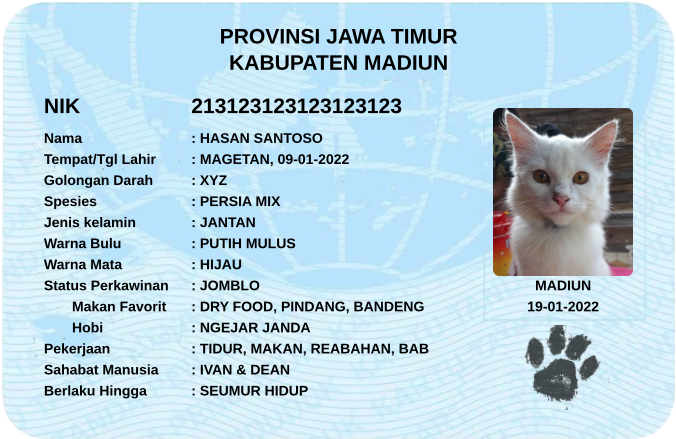 PROVINSI JAWA TIMUR
KABUPATEN MADIUN
NIK 213123123123123123
Nama : HASAN SANTOSO
Tempat/Tgl Lahir : MAGETAN, 09-01-2022
Golongan Darah : XYZ
Spesies : PERSIA MIX
Jenis kelamin : JANTAN
Warna Bulu : PUTIH MULUS
Warna Mata : HIJAU
Status Perkawinan : JOMBLO
Makan Favorit : DRY FOOD, PINDANG, BANDENG
Hobi : NGEJAR JANDA
Pekerjaan : TIDUR, MAKAN, REABAHAN, BAB
Sahabat Manusia : IVAN & DEAN
Berlaku Hingga : SEUMUR HIDUP
MADIUN
19-01-2022